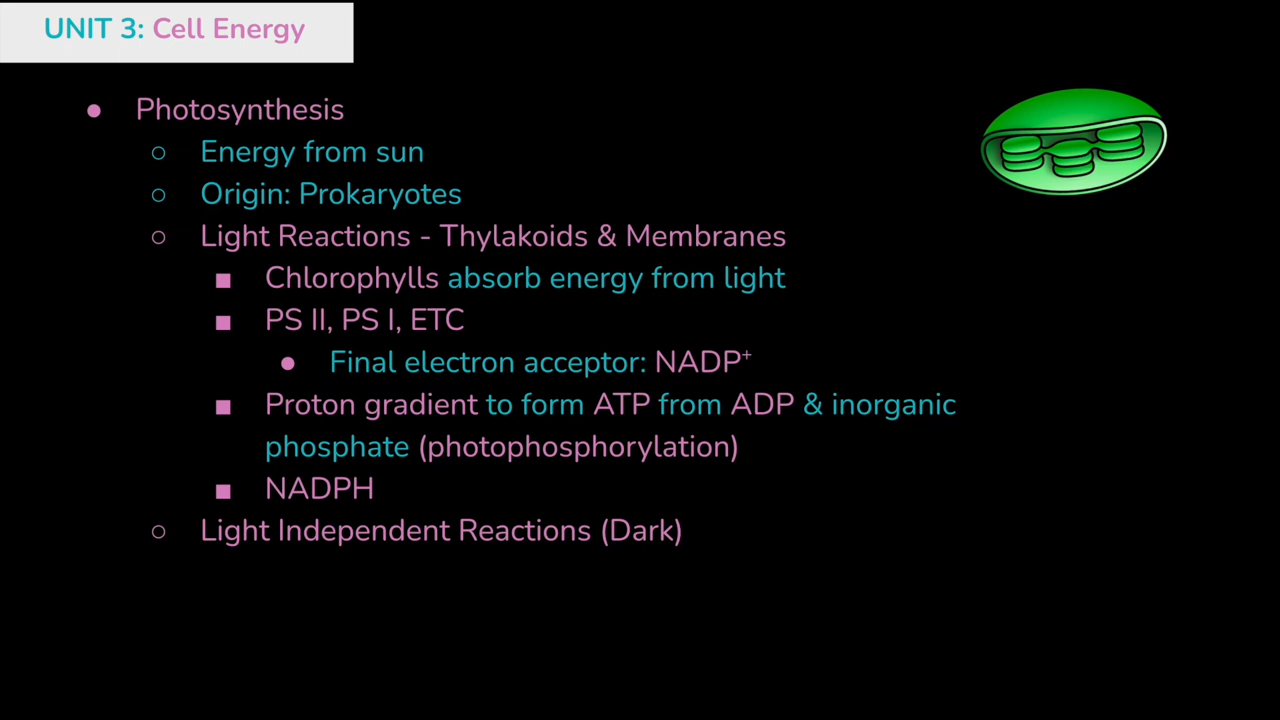 UNIT 3: Cell Energy
● Photosynthesis
○ Energy from sun
○ Origin: Prokaryotes
○ Light Reactions - Thylakoids & Membranes
■ Chlorophylls absorb energy from light
■ PS II, PS I, ETC
● Final electron acceptor: NADP⁺
■ Proton gradient to form ATP from ADP & inorganic
phosphate (photophosphorylation)
■ NADPH
○ Light Independent Reactions (Dark)